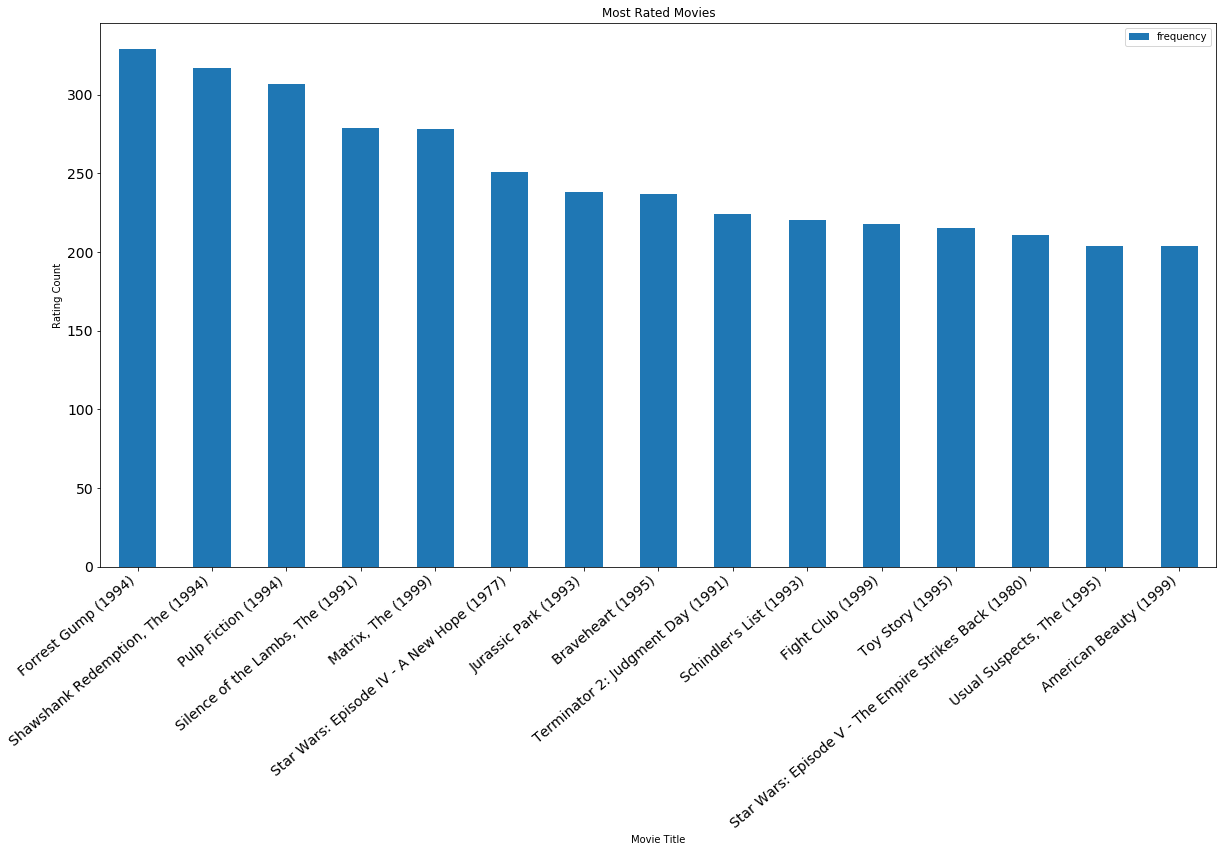 Most Rated Movies
frequency
Rating Count
300
250
200
150
100
50
0
Forrest Gump (1994)
Shawshank Redemption, The (1994)
Pulp Fiction (1994)
Silence of the Lambs, The (1991)
Matrix, The (1999)
Star Wars: Episode IV - A New Hope (1977)
Jurassic Park (1993)
Braveheart (1995)
Terminator 2: Judgment Day (1991)
Schindler's List (1993)
Fight Club (1999)
Toy Story (1995)
Star Wars: Episode V - The Empire Strikes Back (1980)
Usual Suspects, The (1995)
American Beauty (1999)
Movie Title